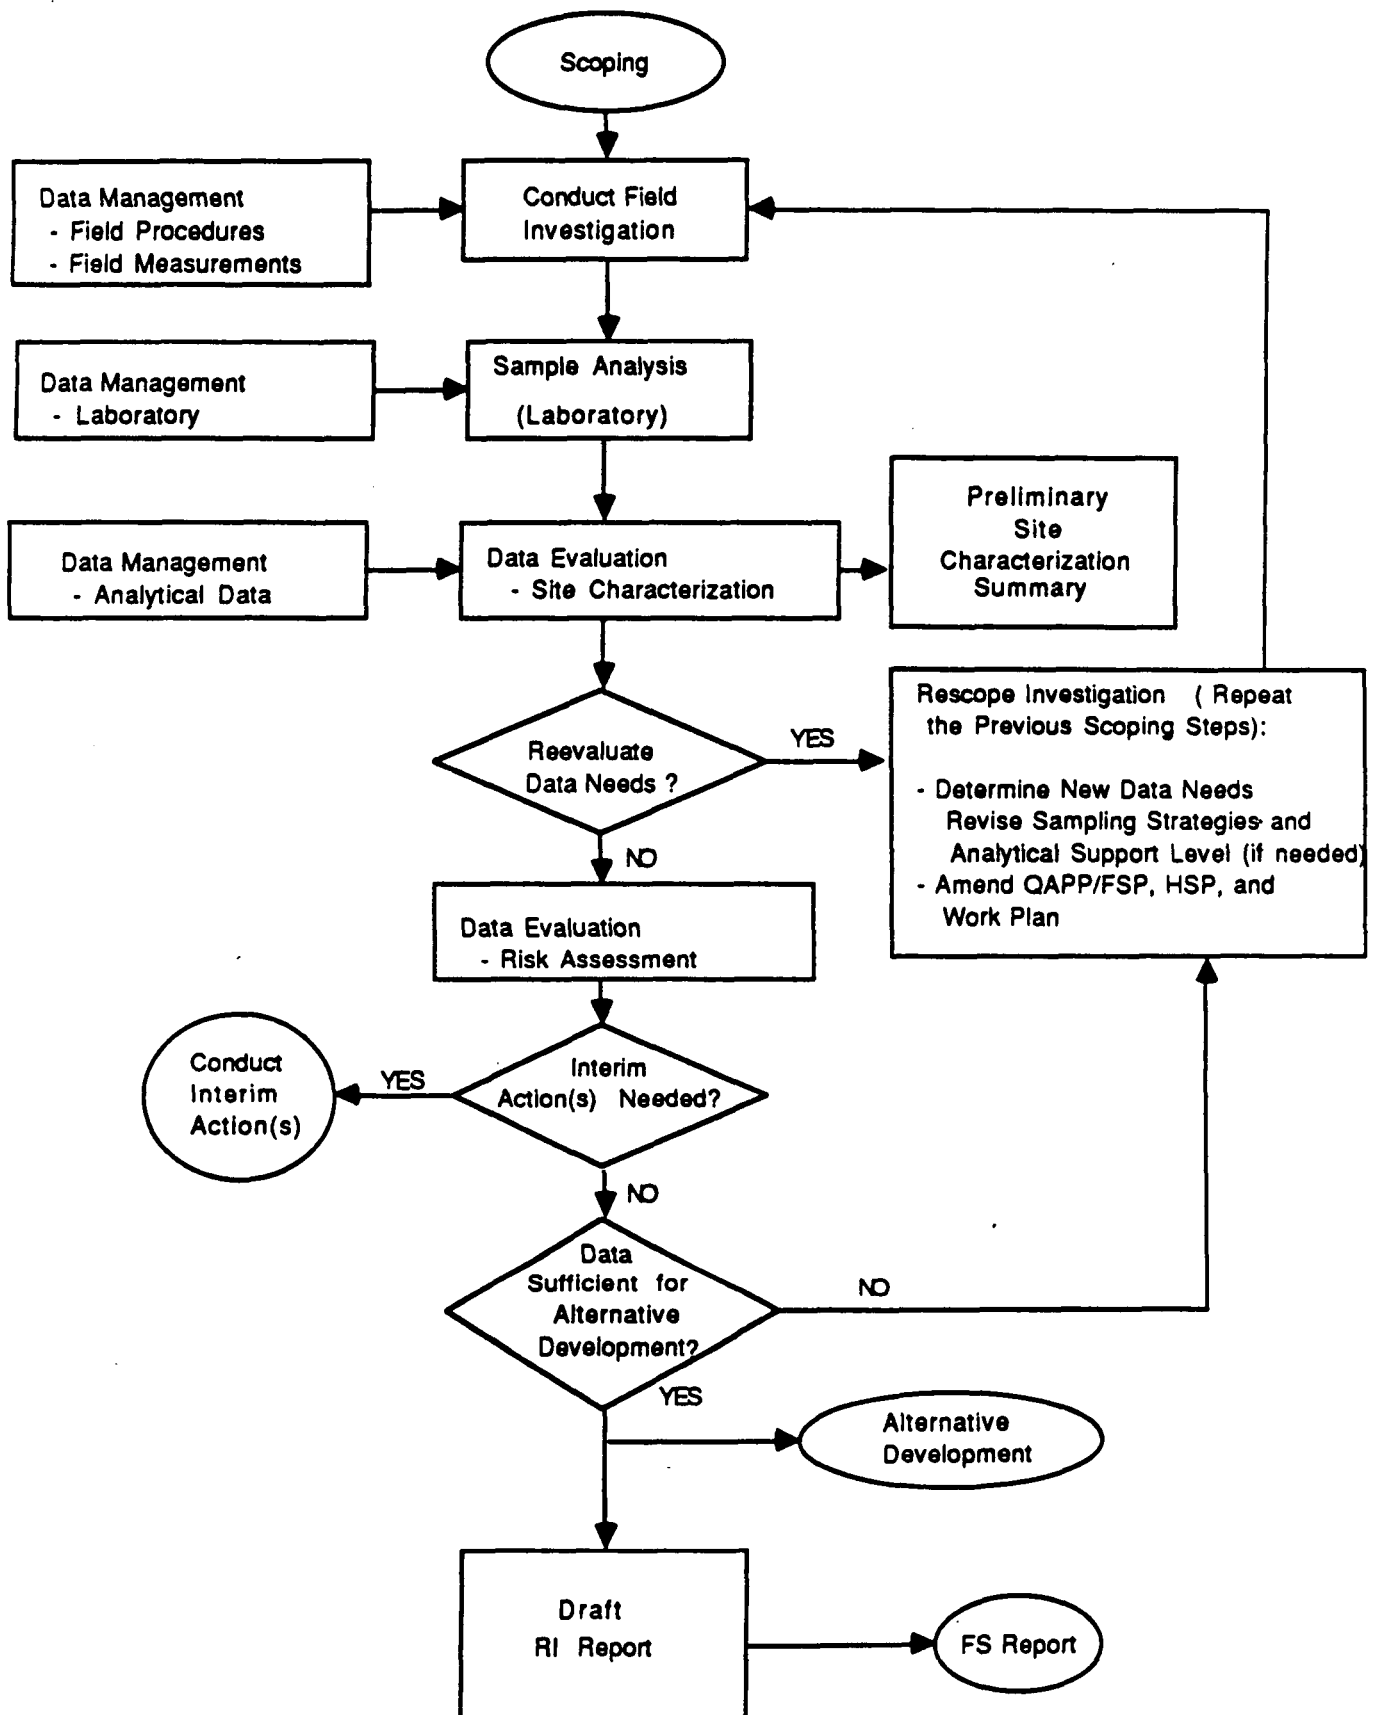 Scoping
Data Management
- Field Procedures
- Field Measurements
Conduct Field
Investigation
Data Management
- Laboratory
Sample Analysis
(Laboratory)
Data Management
- Analytical Data
Data Evaluation
- Site Characterization
Preliminary
Site
Characterization
Summary
Reevaluate
Data Needs ?
YES
Rescope Investigation ( Repeat
the Previous Scoping Steps):
- Determine New Data Needs
Revise Sampling Strategies and
Analytical Support Level (if needed)
- Amend QAPP/FSP, HSP, and
Work Plan
NO
Data Evaluation
- Risk Assessment
Conduct
Interim
Action(s)
YES
Interim
Action(s) Needed?
NO
Data
Sufficient for
Alternative
Development?
NO
YES
Alternative
Development
Draft
RI Report
FS Report